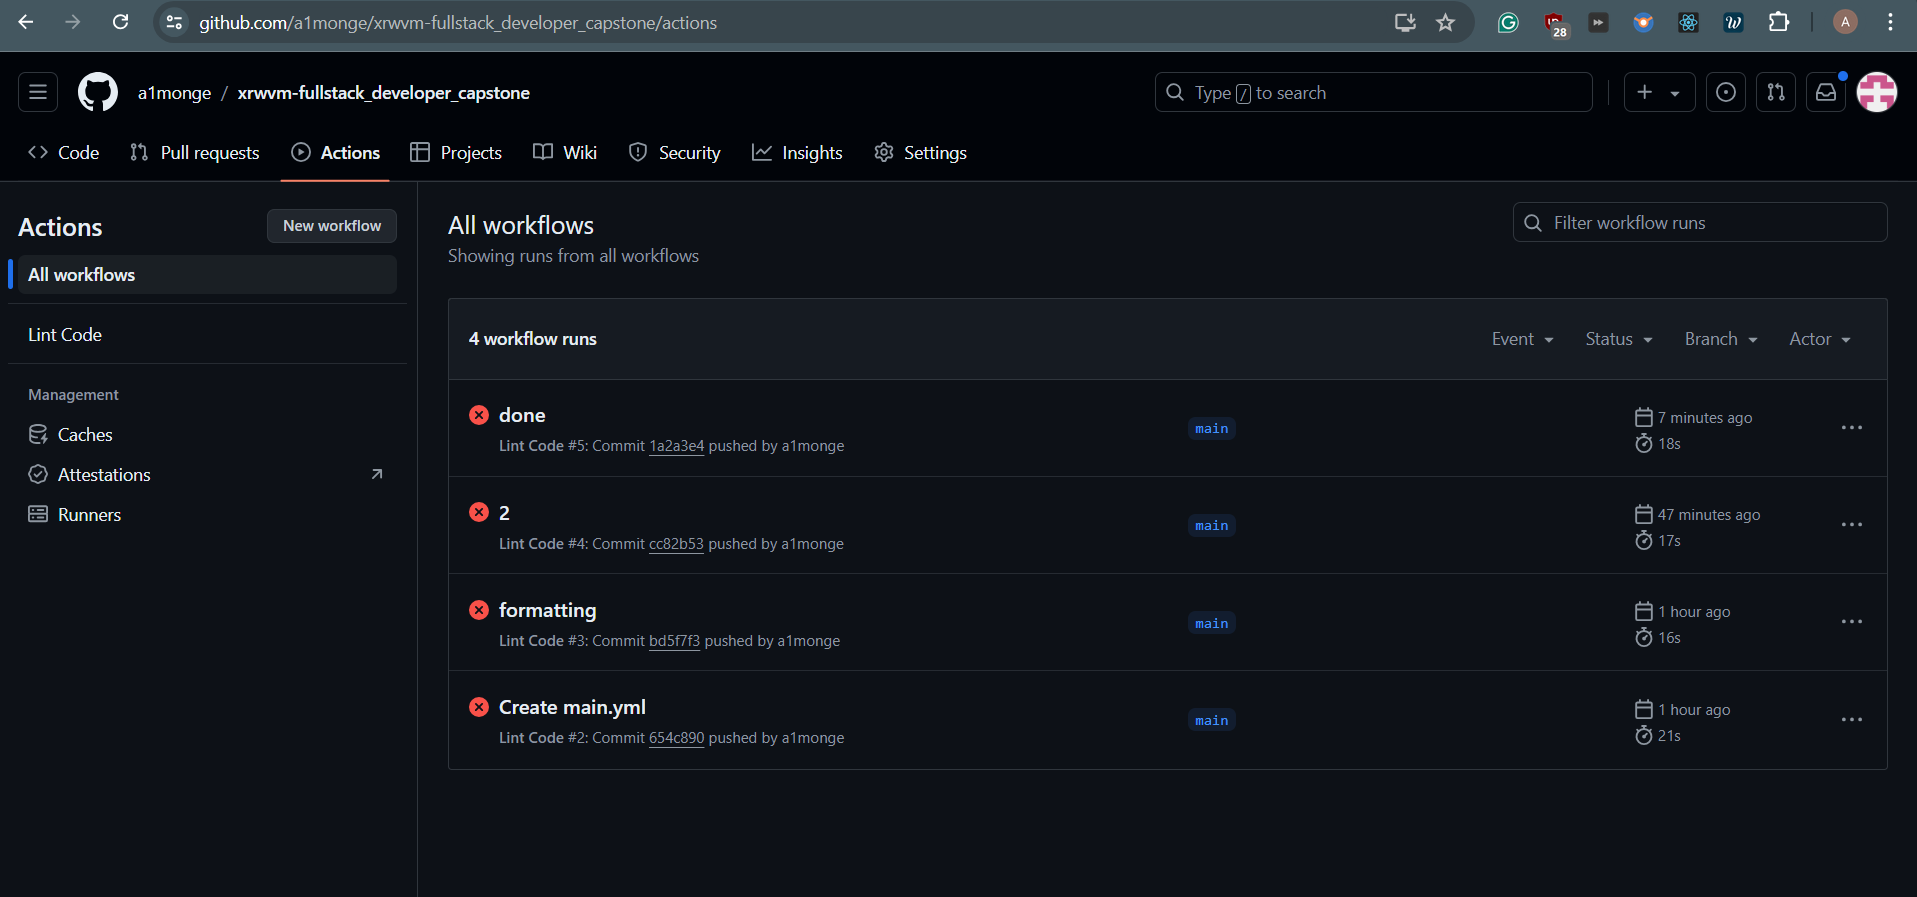 github.com/a1monge/xrwvm-fullstack_developer_capstone/actions
28
A
a1monge / xrwvm-fullstack_developer_capstone
Type / to search
Code
Pull requests
Actions
Projects
Wiki
Security
Insights
Settings
Actions
New workflow
All workflows
Lint Code
Management
Caches
Attestations
Runners
All workflows
Showing runs from all workflows
Filter workflow runs
4 workflow runs
Event
Status
Branch
Actor
done
Lint Code #5: Commit 1a2a3e4 pushed by a1monge
main
7 minutes ago
18s
2
Lint Code #4: Commit cc82b53 pushed by a1monge
main
47 minutes ago
17s
formatting
Lint Code #3: Commit bd5f7f3 pushed by a1monge
main
1 hour ago
16s
Create main.yml
Lint Code #2: Commit 654c890 pushed by a1monge
main
1 hour ago
21s